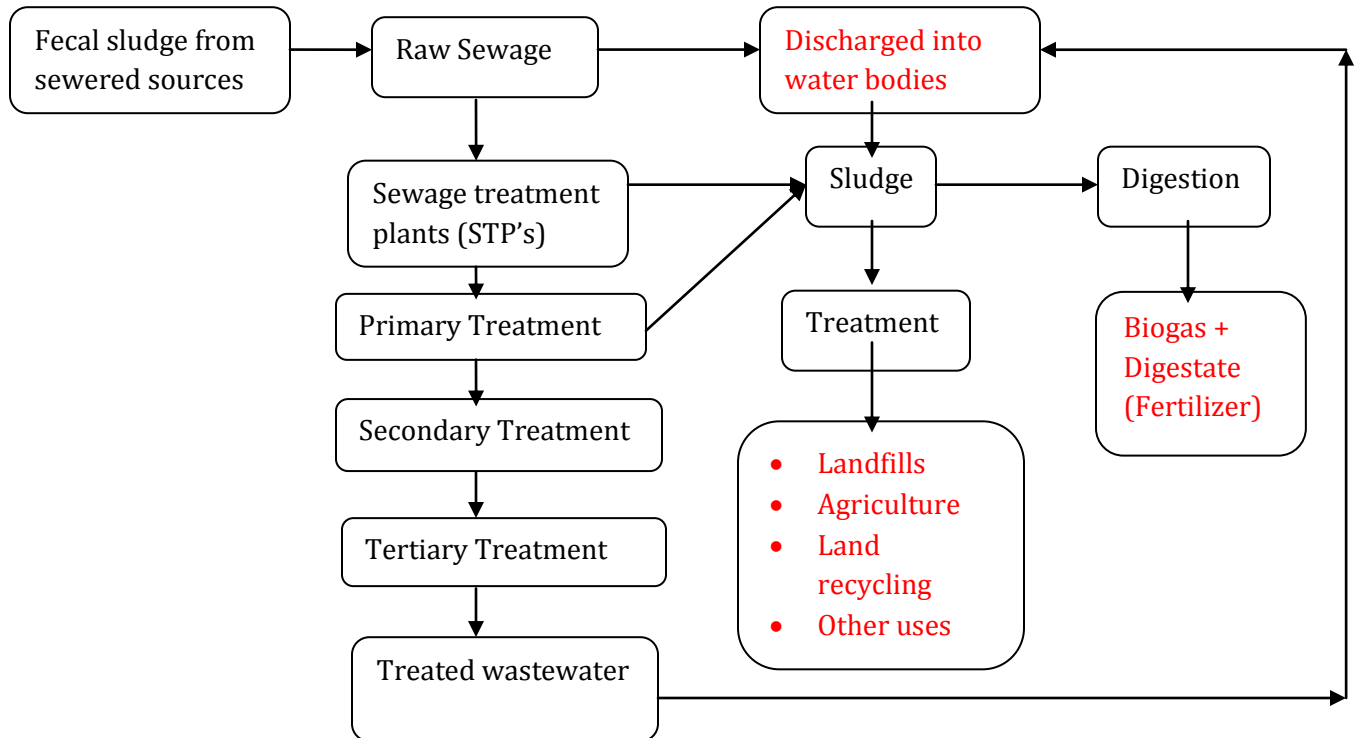 Fecal sludge from
sewered sources
Raw Sewage
Discharged into
water bodies
Sewage treatment
plants (STP’s)
Sludge
Digestion
Primary Treatment
Treatment
Biogas +
Digestate
(Fertilizer)
Secondary Treatment
• Landfills
• Agriculture
• Land
recycling
• Other uses
Tertiary Treatment
Treated wastewater